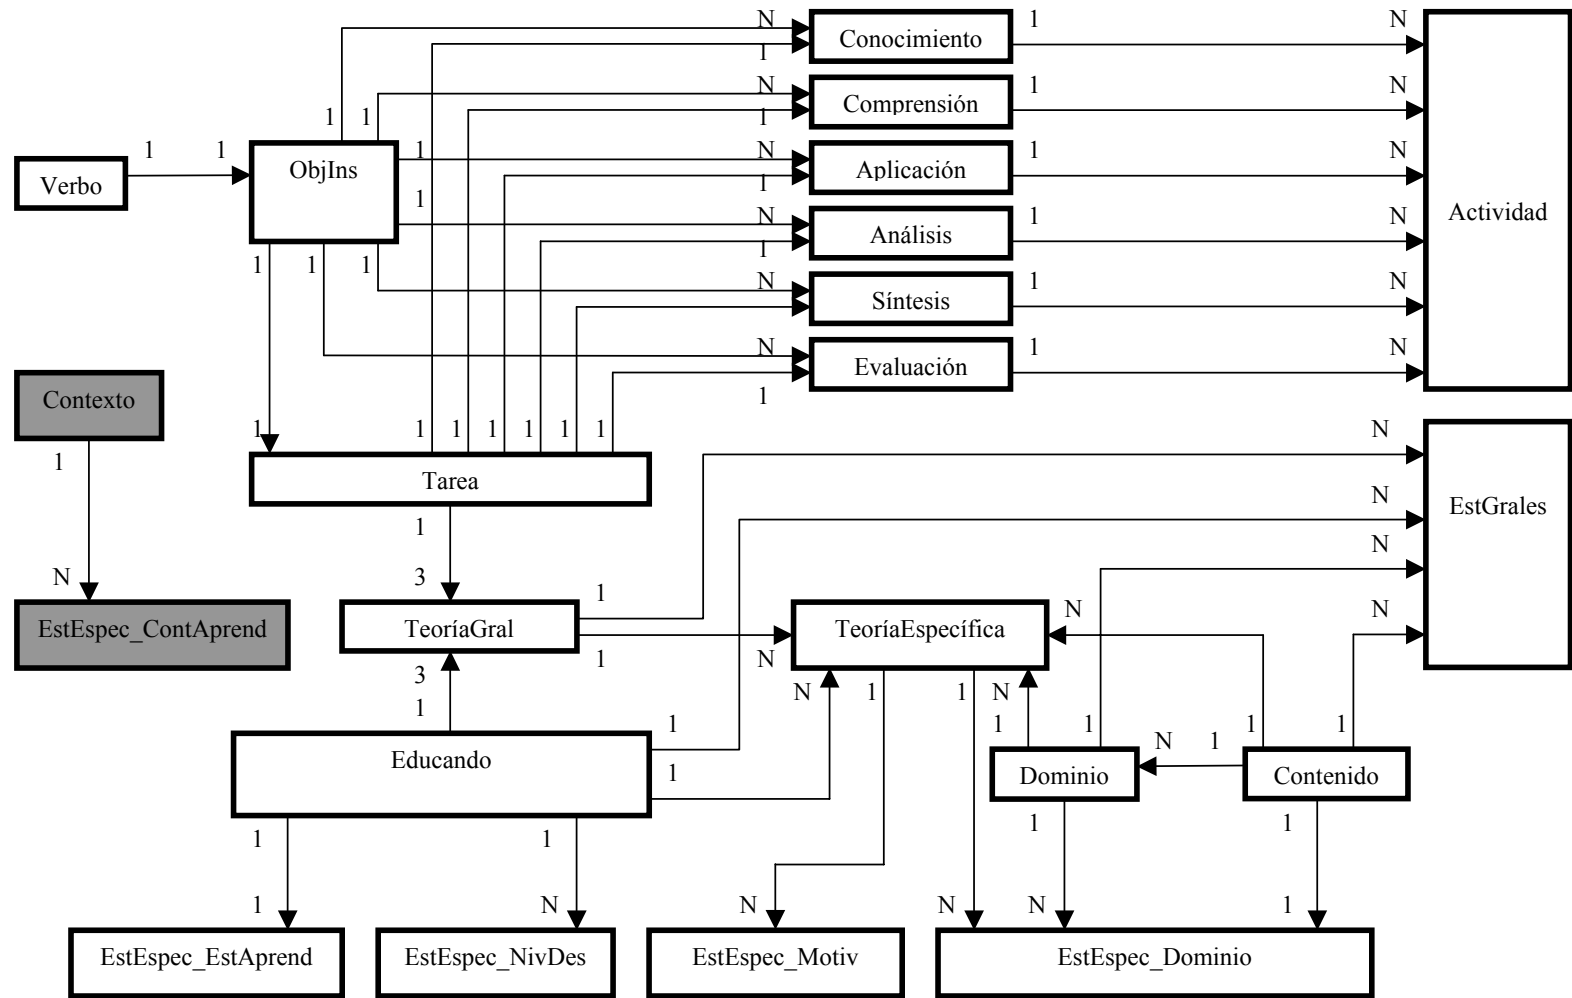 N 1 N
Conocimiento
1
N 1 N
Comprensión
1 1 1
1 1 1 N 1 N
ObjIns
Aplicación
Verbo
1
1 N 1 N
Actividad
Análisis
1
1 1 1
N 1 N
Síntesis
N 1 N
Evaluación
1
Contexto
1 1 1 1 1 1 1 N
1
Tarea
N
EstGrales
1
N
N 3
1 N
EstEspec_ContAprend
TeoríaGral
TeoríaEspecífica
1 N
3 N 1 1 N
1
1 1 1 1 1
N 1
Educando
1
Dominio
Contenido
1 1 1 1
1 N N N N 1
EstEspec_EstAprend
EstEspec_NivDes
EstEspec_Motiv
EstEspec_Dominio